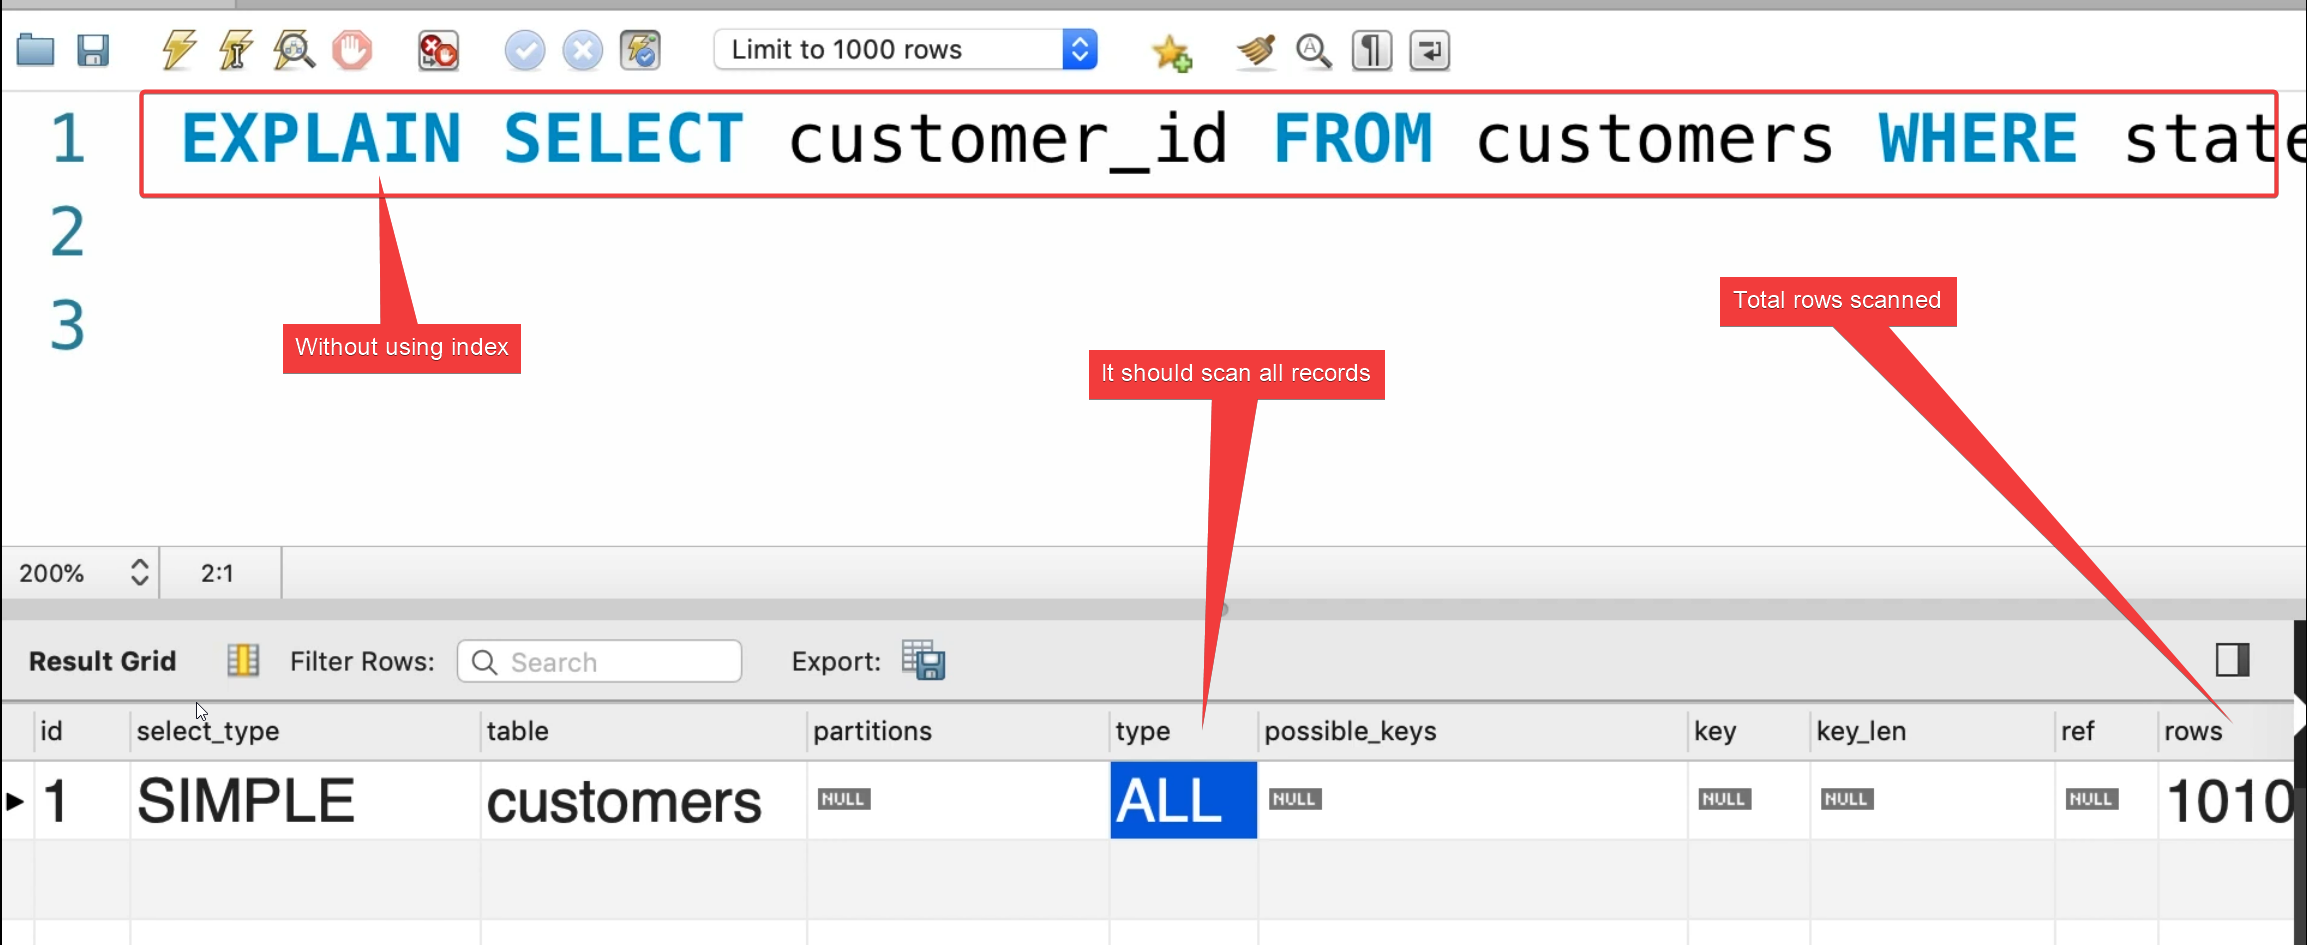 Limit to 1000 rows
1 EXPLAIN SELECT customer_id FROM customers WHERE state
2
3
Total rows scanned
Without using index
It should scan all records
200% 2:1
Result Grid Filter Rows: Search Export:
id select_type table partitions type possible_keys key key_len ref rows
1 SIMPLE customers NULL ALL NULL NULL NULL NULL 1010